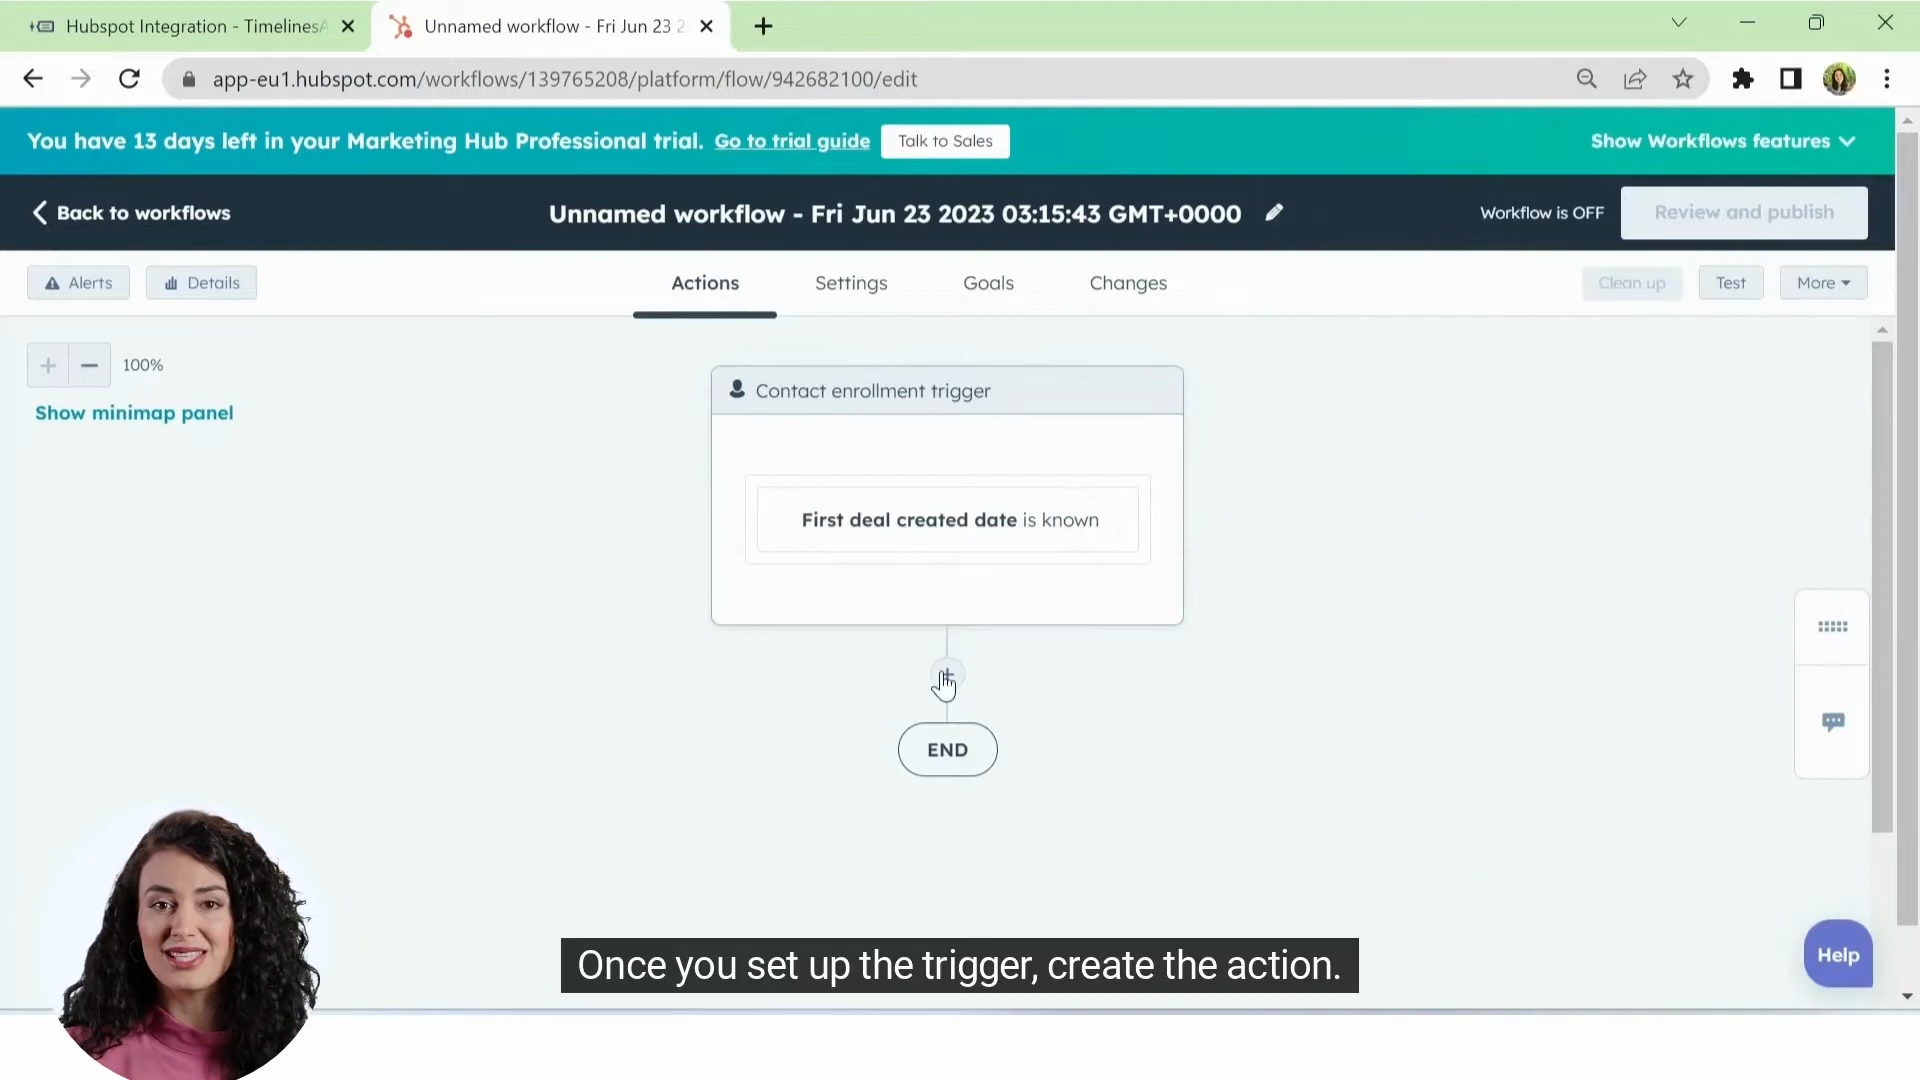 Hubspot Integration - TimelinesA
Unnamed workflow - Fri Jun 23 2
app-eu1.hubspot.com/workflows/139765208/platform/flow/942682100/edit
You have 13 days left in your Marketing Hub Professional trial. Go to trial guide Talk to Sales Show Workflows features
Back to workflows Unnamed workflow - Fri Jun 23 2023 03:15:43 GMT+0000 Workflow is OFF Review and publish
Alerts Details Actions Settings Goals Changes Clean up Test More
100%
Show minimap panel
Contact enrollment trigger
First deal created date is known
END
Help
Once you set up the trigger, create the action.